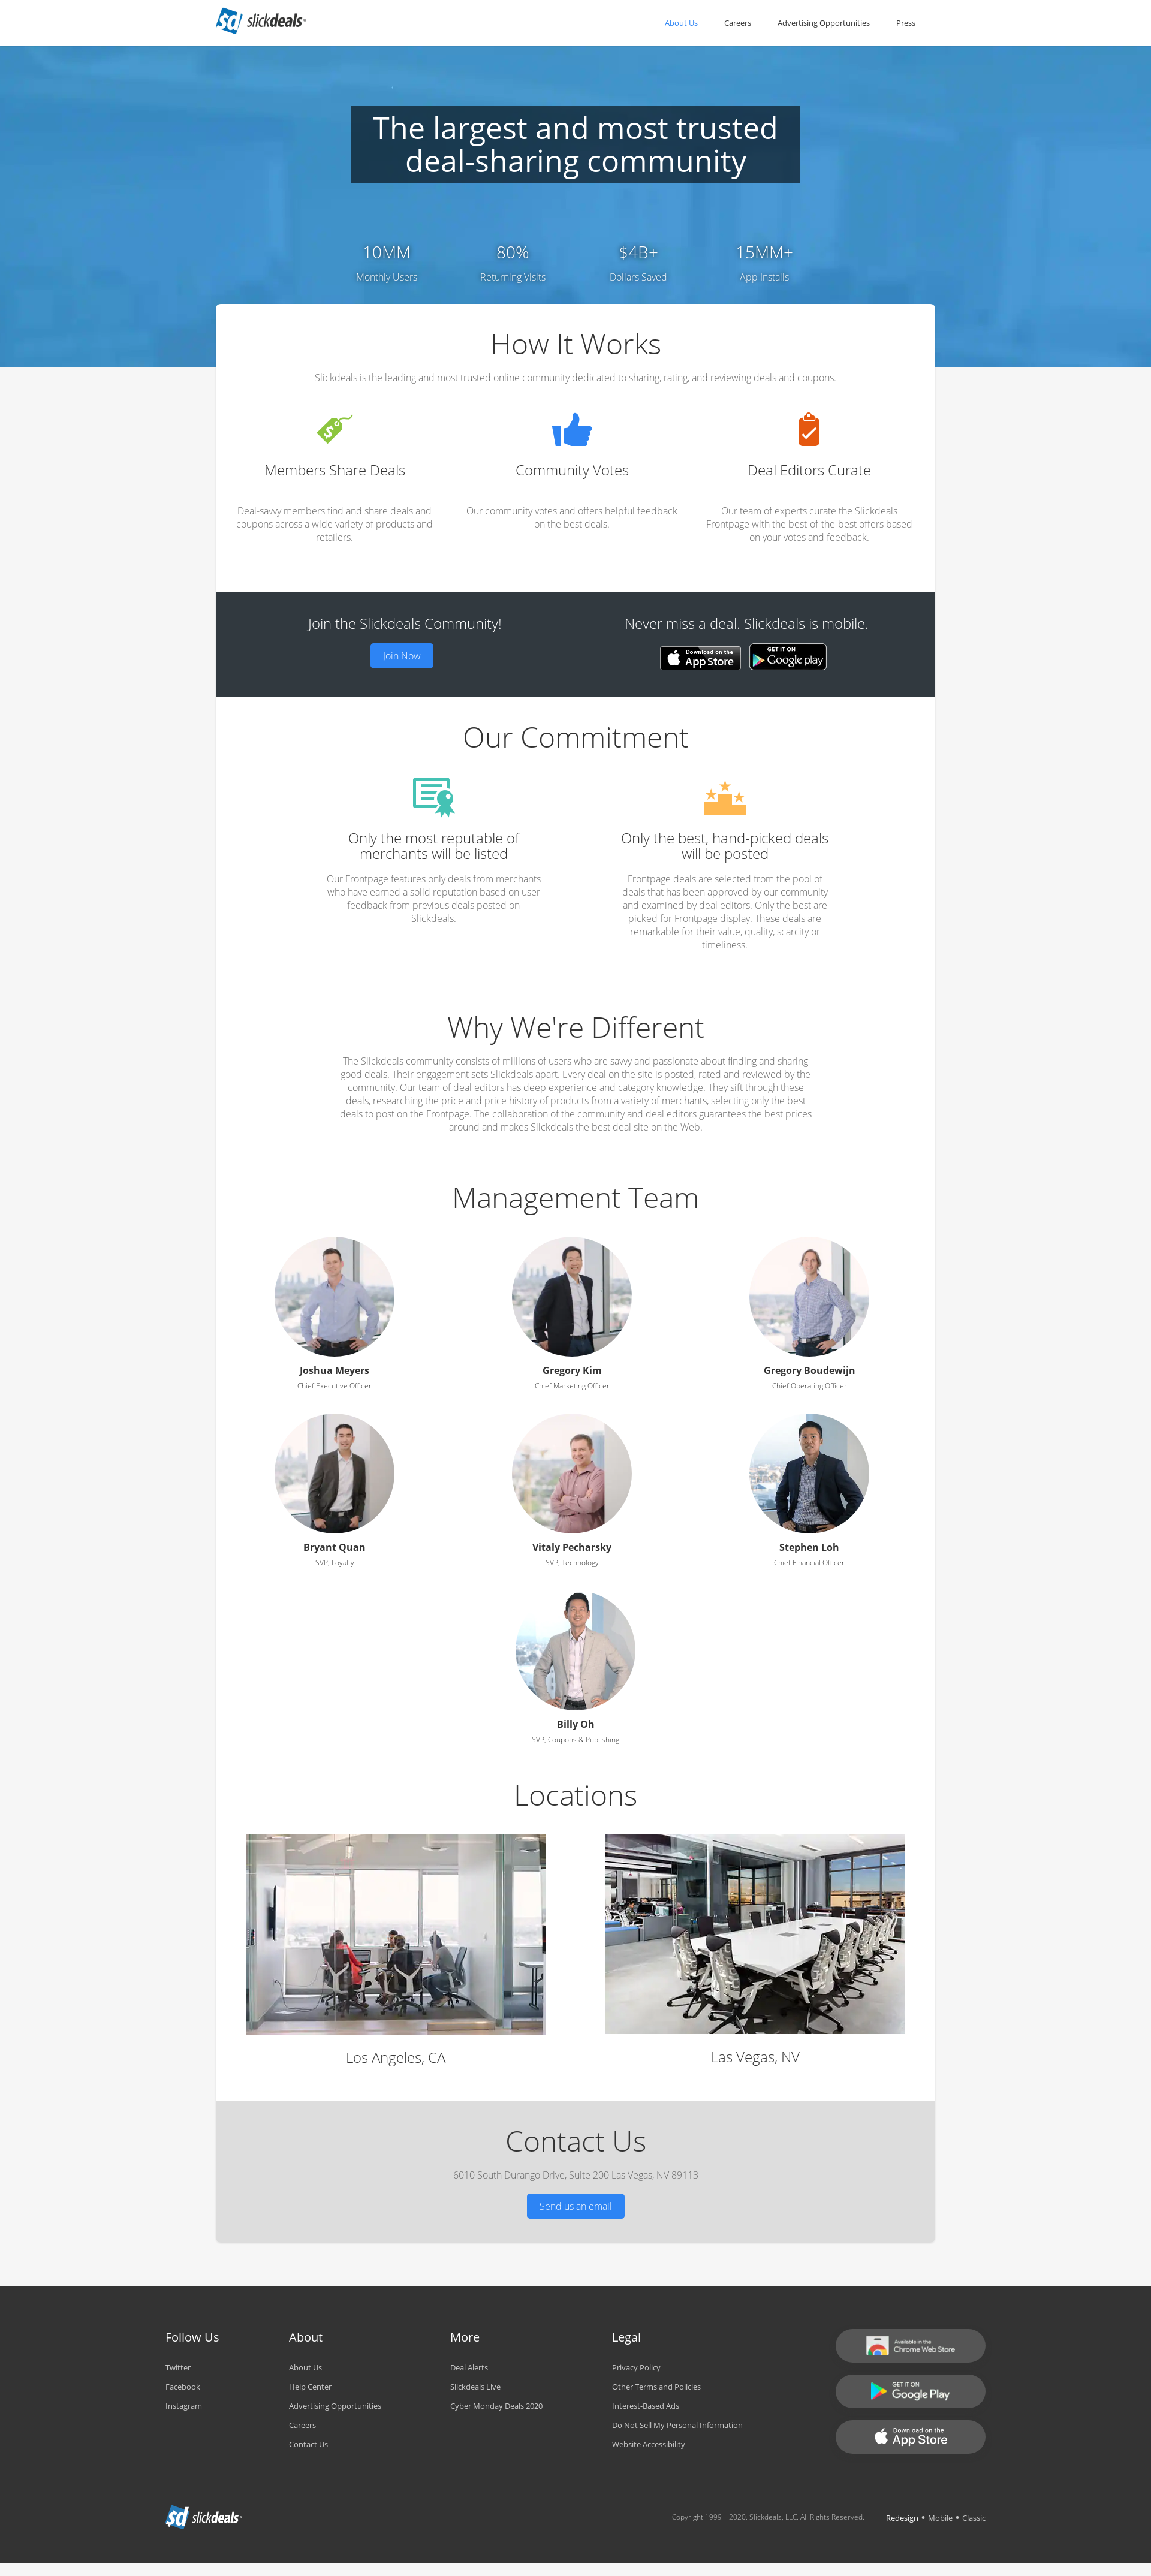 sd slickdeals
About Us
Careers
Advertising Opportunities
Press
The largest and most trusted
deal-sharing community
10MM
Monthly Users
80%
Returning Visits
$4B+
Dollars Saved
15MM+
App Installs
How It Works
Slickdeals is the leading and most trusted online community dedicated to sharing, rating, and reviewing deals and coupons.
Members Share Deals
Deal-savvy members find and share deals and
coupons across a wide variety of products and
retailers.
Community Votes
Our community votes and offers helpful feedback
on the best deals.
Deal Editors Curate
Our team of experts curate the Slickdeals
Frontpage with the best-of-the-best offers based
on your votes and feedback.
Join the Slickdeals Community!
Join Now
Never miss a deal. Slickdeals is mobile.
Download on the
App Store
GET IT ON
Google play
Our Commitment
Only the most reputable of
merchants will be listed
Our Frontpage features only deals from merchants
who have earned a solid reputation based on user
feedback from previous deals posted on
Slickdeals.
Only the best, hand-picked deals
will be posted
Frontpage deals are selected from the pool of
deals that has been approved by our community
and examined by deal editors. Only the best are
picked for Frontpage display. These deals are
remarkable for their value, quality, scarcity or
timeliness.
Why We're Different
The Slickdeals community consists of millions of users who are savvy and passionate about finding and sharing
good deals. Their engagement sets Slickdeals apart. Every deal on the site is posted, rated and reviewed by the
community. Our team of deal editors has deep experience and category knowledge. They sift through these
deals, researching the price and price history of products from a variety of merchants, selecting only the best
deals to post on the Frontpage. The collaboration of the community and deal editors guarantees the best prices
around and makes Slickdeals the best deal site on the Web.
Management Team
Joshua Meyers
Chief Executive Officer
Gregory Kim
Chief Marketing Officer
Gregory Boudewijn
Chief Operating Officer
Bryant Quan
SVP, Loyalty
Vitaly Pecharsky
SVP, Technology
Stephen Loh
Chief Financial Officer
Billy Oh
SVP, Coupons & Publishing
Locations
Los Angeles, CA
Las Vegas, NV
Contact Us
6010 South Durango Drive, Suite 200 Las Vegas, NV 89113
Send us an email
Follow Us
Twitter
Facebook
Instagram
About
About Us
Help Center
Advertising Opportunities
Careers
Contact Us
More
Deal Alerts
Slickdeals Live
Cyber Monday Deals 2020
Legal
Privacy Policy
Other Terms and Policies
Interest-Based Ads
Do Not Sell My Personal Information
Website Accessibility
Available in the
Chrome Web Store
GET IT ON
Google Play
Download on the
App Store
sd slickdeals
Copyright 1999 – 2020. Slickdeals, LLC. All Rights Reserved.
Redesign • Mobile • Classic